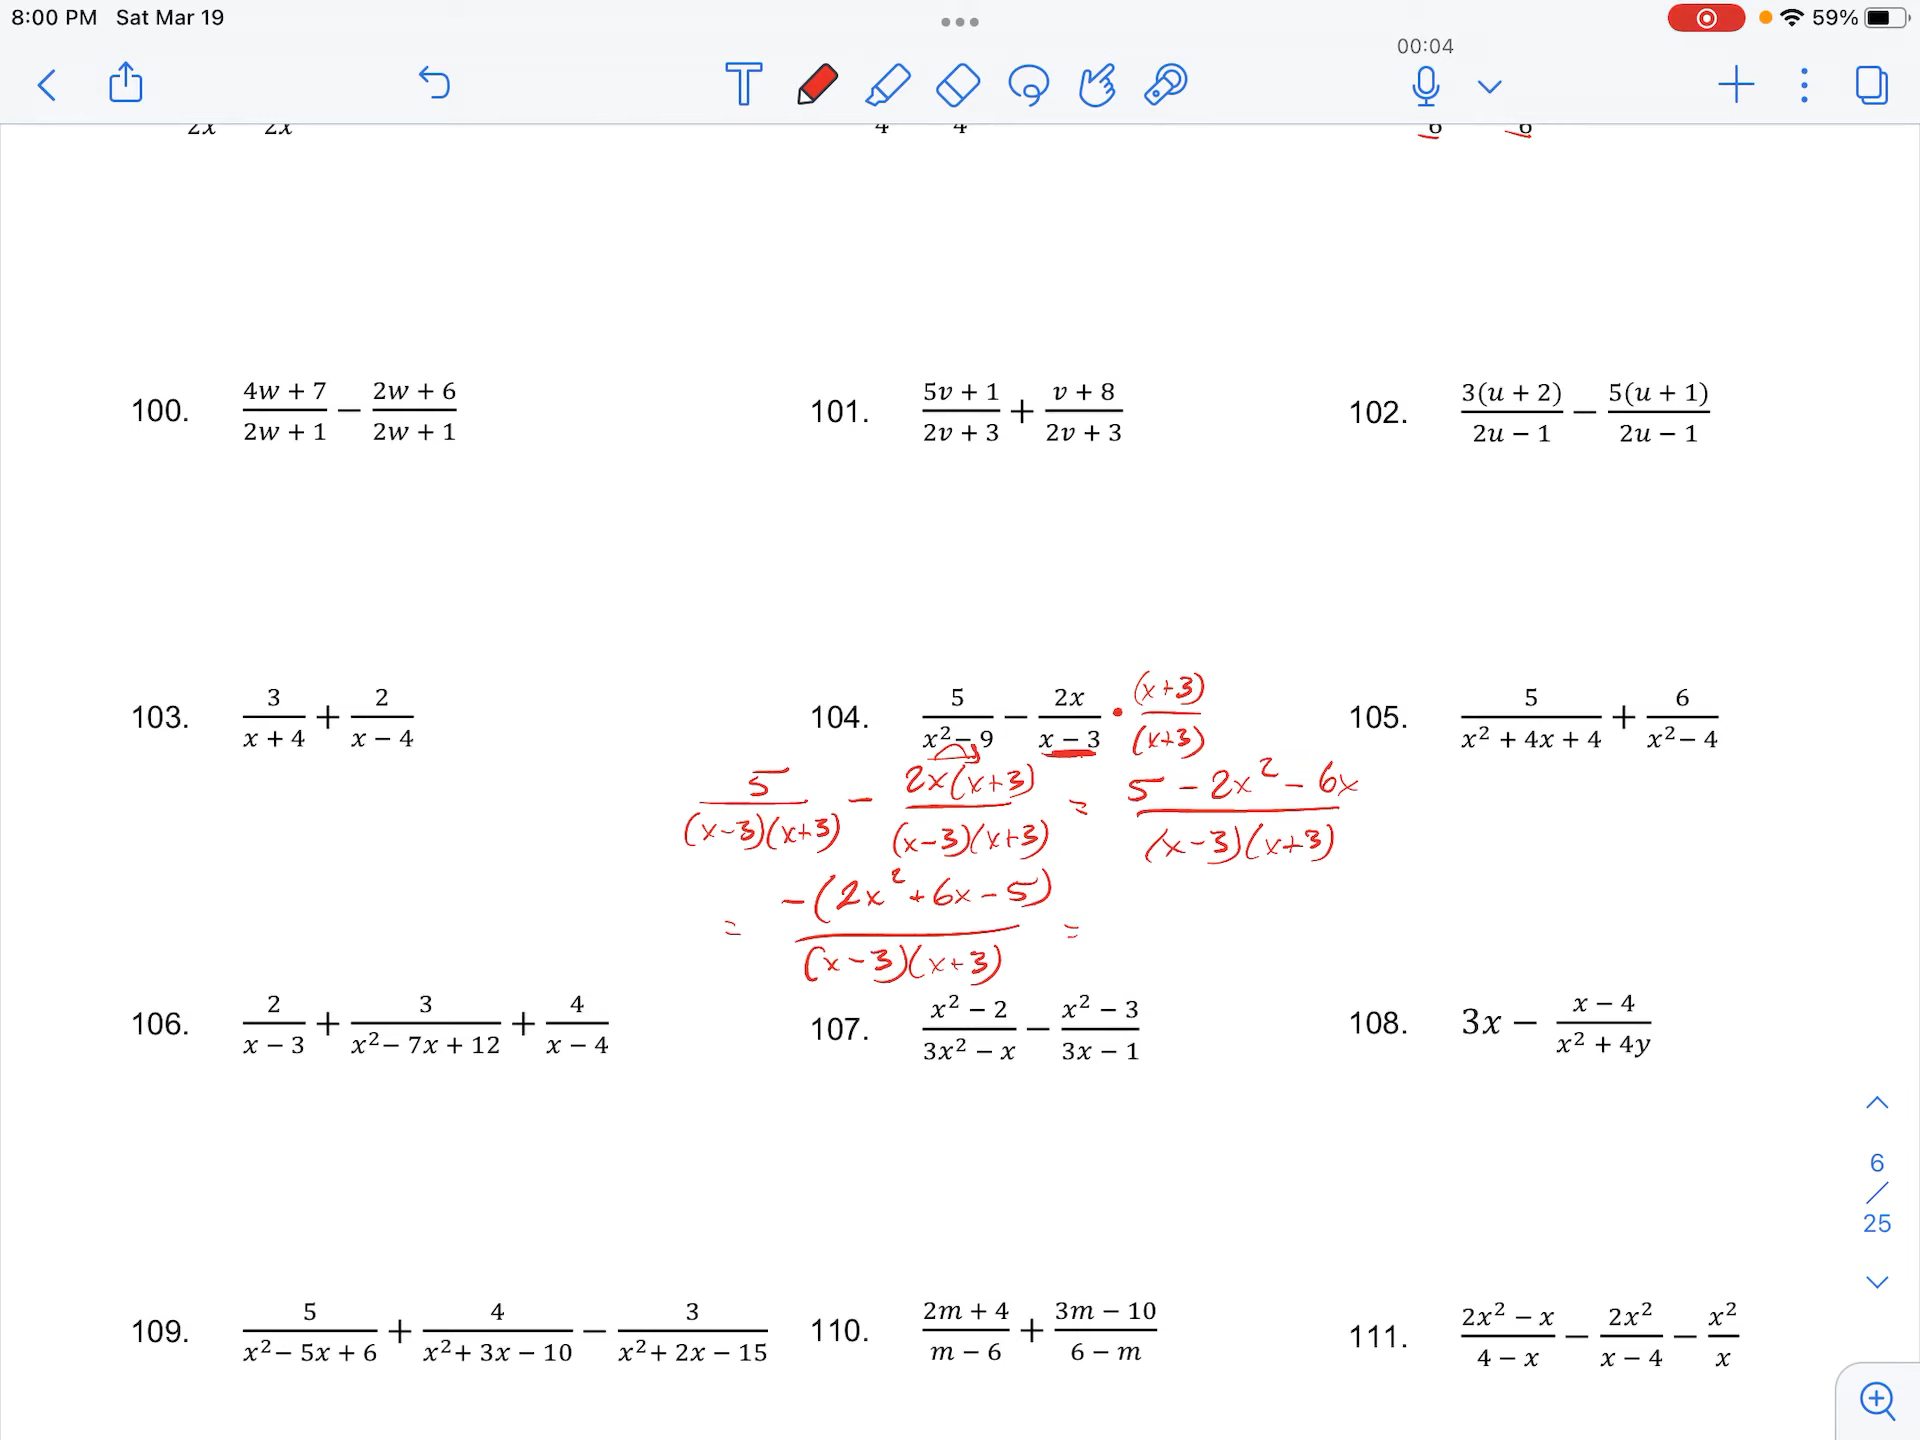 8:00 PM Sat Mar 19
59%
00:04
T
2x 2x 4 4 6 6
100. (4w + 7)/(2w + 1) − (2w + 6)/(2w + 1)
101. (5v + 1)/(2v + 3) + (v + 8)/(2v + 3)
102. 3(u + 2)/(2u − 1) − 5(u + 1)/(2u − 1)
103. 3/(x + 4) + 2/(x − 4)
104. 5/(x² − 9) − 2x/(x − 3) • (x+3)/(x+3)
5/((x−3)(x+3)) − 2x(x+3)/((x−3)(x+3)) = (5 − 2x² − 6x)/((x−3)(x+3))
= −(2x² + 6x − 5)/((x−3)(x+3)) =
105. 5/(x² + 4x + 4) + 6/(x² − 4)
106. 2/(x − 3) + 3/(x² − 7x + 12) + 4/(x − 4)
107. (x² − 2)/(3x² − x) − (x² − 3)/(3x − 1)
108. 3x − (x − 4)/(x² + 4y)
6 / 25
109. 5/(x² − 5x + 6) + 4/(x² + 3x − 10) − 3/(x² + 2x − 15)
110. (2m + 4)/(m − 6) + (3m − 10)/(6 − m)
111. (2x² − x)/(4 − x) − 2x²/(x − 4) − x²/x